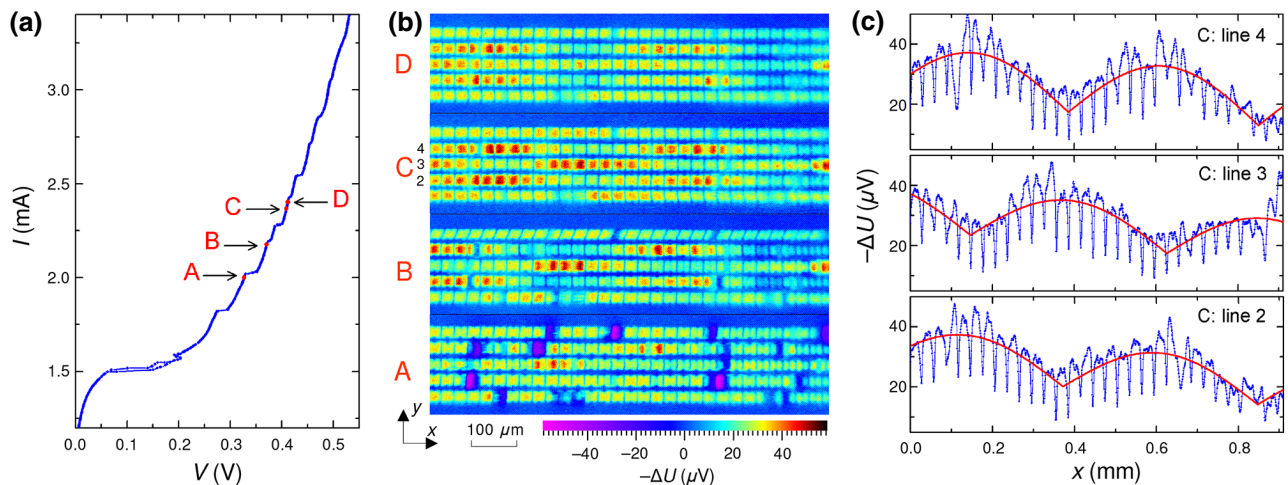 (a)
3.0
2.5
2.0
1.5
I (mA)
0.0 0.1 0.2 0.3 0.4 0.5
V (V)
A
B
C
D
(b)
D
C
4
3
2
B
A
y
x
100 μm
−40 −20 0 20 40
−ΔU (μV)
(c)
C: line 4
40
20
C: line 3
40
20
−ΔU (μV)
C: line 2
40
20
0.0 0.2 0.4 0.6 0.8
x (mm)